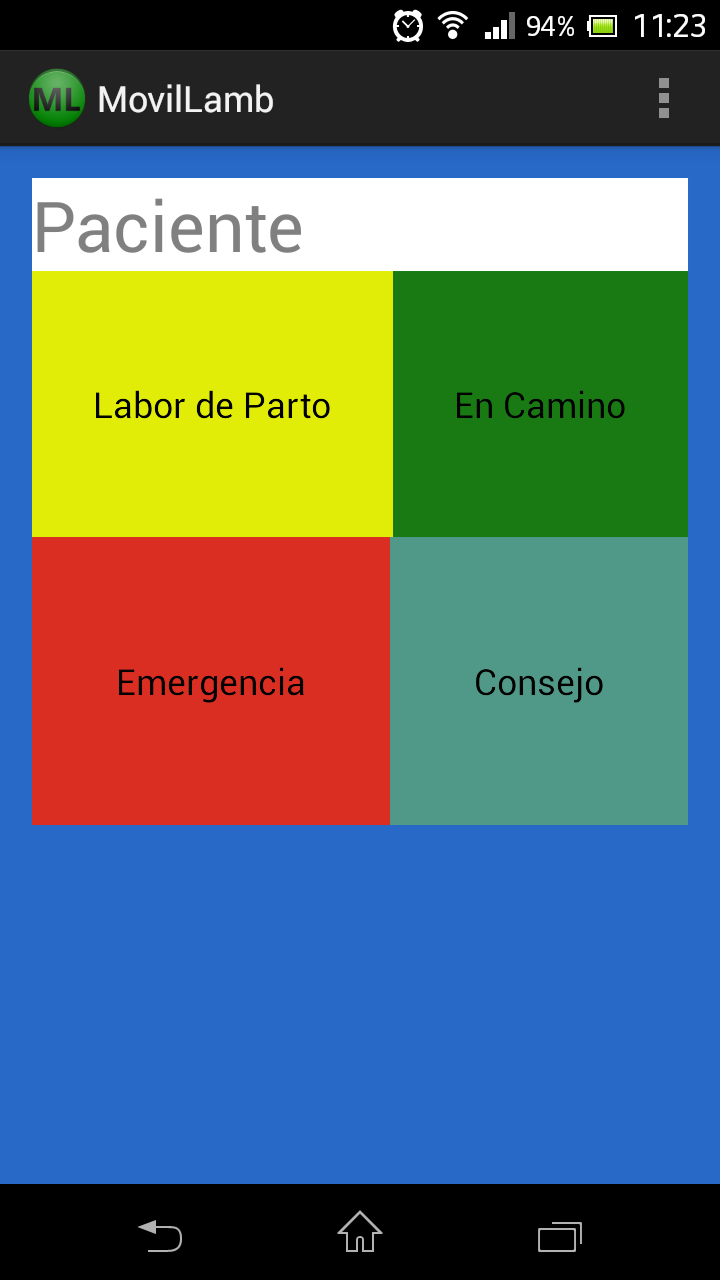 94% 11:23
ML MovilLamb
Paciente
Labor de Parto En Camino
Emergencia Consejo